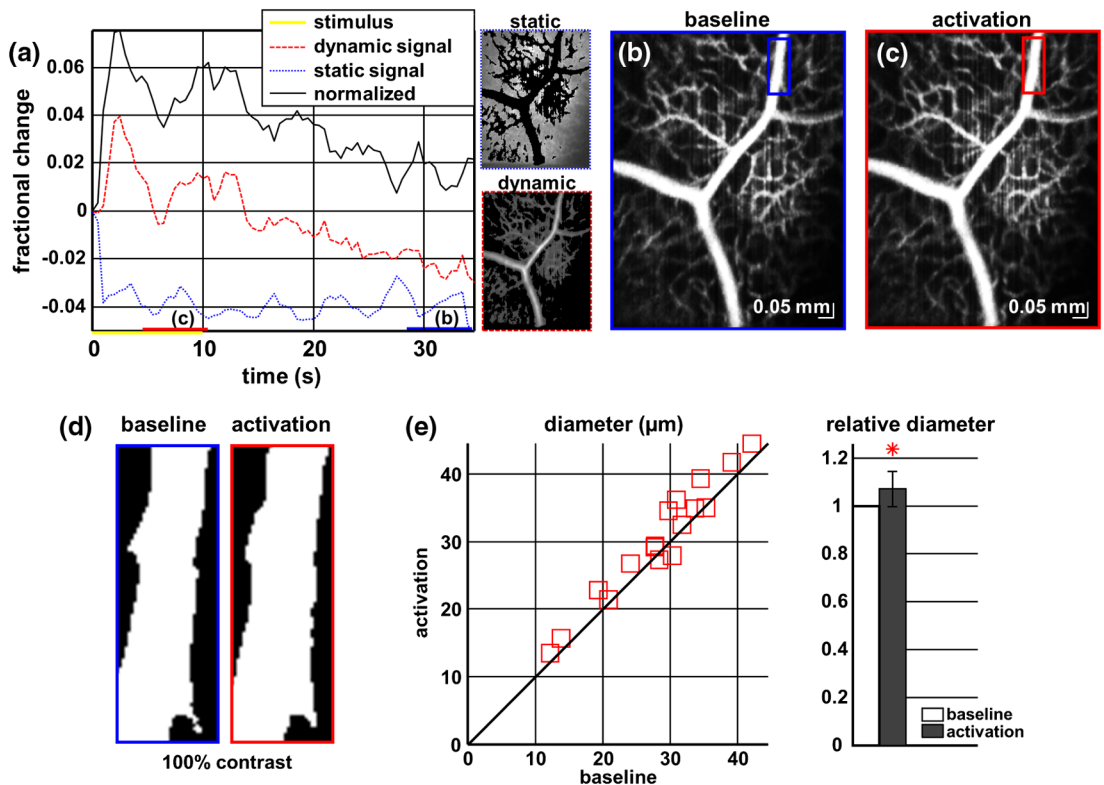 (a)
stimulus
dynamic signal
static signal
normalized
fractional change
0.06
0.04
0.02
0
-0.02
-0.04
(c)
(b)
0
10
20
30
time (s)
static
dynamic
baseline
(b)
0.05 mm
activation
(c)
0.05 mm
(d)
baseline
activation
100% contrast
(e)
diameter (µm)
activation
40
30
20
10
0
0
10
20
30
40
baseline
relative diameter
*
1.2
1
0.8
0.6
0.4
0.2
0
baseline
activation